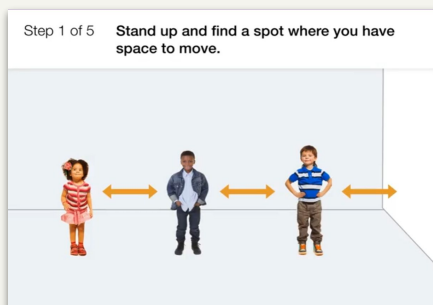 Step 1 of 5
Stand up and find a spot where you have
space to move.